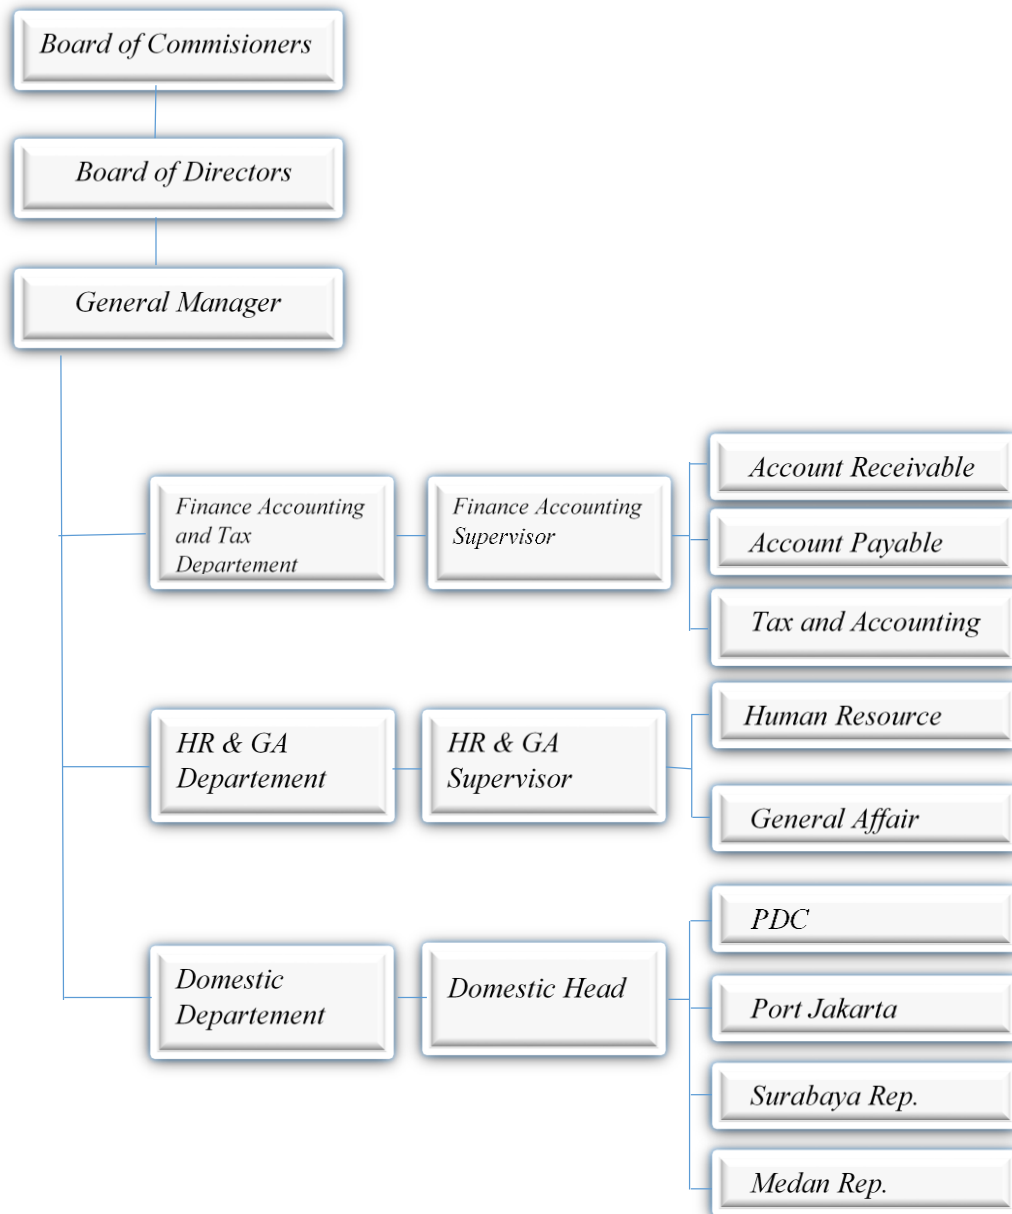 Board of Commisioners
Board of Directors
General Manager
Finance Accounting
and Tax
Departement
Finance Accounting
Supervisor
Account Receivable
Account Payable
Tax and Accounting
HR & GA
Departement
HR & GA
Supervisor
Human Resource
General Affair
Domestic
Departement
Domestic Head
PDC
Port Jakarta
Surabaya Rep.
Medan Rep.